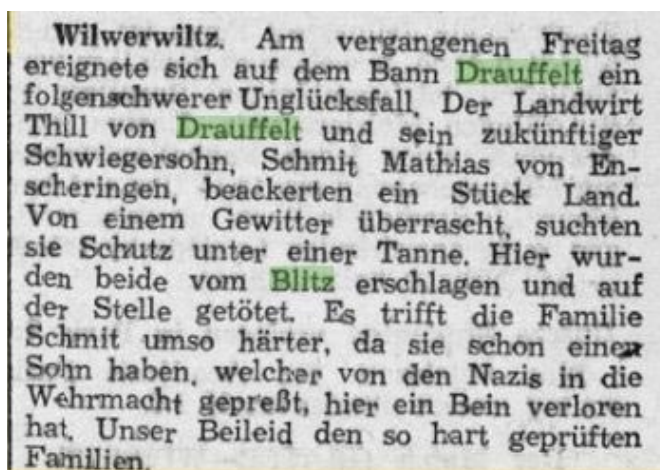 Wilwerwiltz. Am vergangenen Freitag
ereignete sich auf dem Bann Drauffelt ein
folgenschwerer Unglücksfall. Der Landwirt
Thill von Drauffelt und sein zukünftiger
Schwiegersohn, Schmit Mathias von En-
scheringen, beackerten ein Stück Land.
Von einem Gewitter überrascht, suchten
sie Schutz unter einer Tanne. Hier wur-
den beide vom Blitz erschlagen und auf
der Stelle getötet. Es trifft die Familie
Schmit umso härter, da sie schon einen
Sohn haben, welcher von den Nazis in die
Wehrmacht gepreßt, hier ein Bein verloren
hat. Unser Beileid den so hart geprüften
Familien.